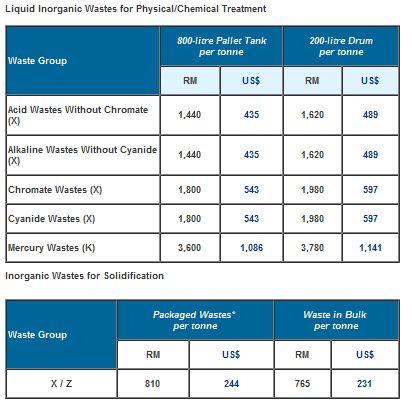 Liquid Inorganic Wastes for Physical/Chemical Treatment
Waste Group
800-litre Pallet Tank
per tonne
200-litre Drum
per tonne
RM US$ RM US$
Acid Wastes Without Chromate
(X)
1,440 435 1,620 489
Alkaline Wastes Without Cyanide
(X)
1,440 435 1,620 489
Chromate Wastes (X) 1,800 543 1,980 597
Cyanide Wastes (X) 1,800 543 1,980 597
Mercury Wastes (K) 3,600 1,086 3,780 1,141
Inorganic Wastes for Solidification
Waste Group
Packaged Wastes*
per tonne
Waste in Bulk
per tonne
RM US$ RM US$
X / Z 810 244 765 231